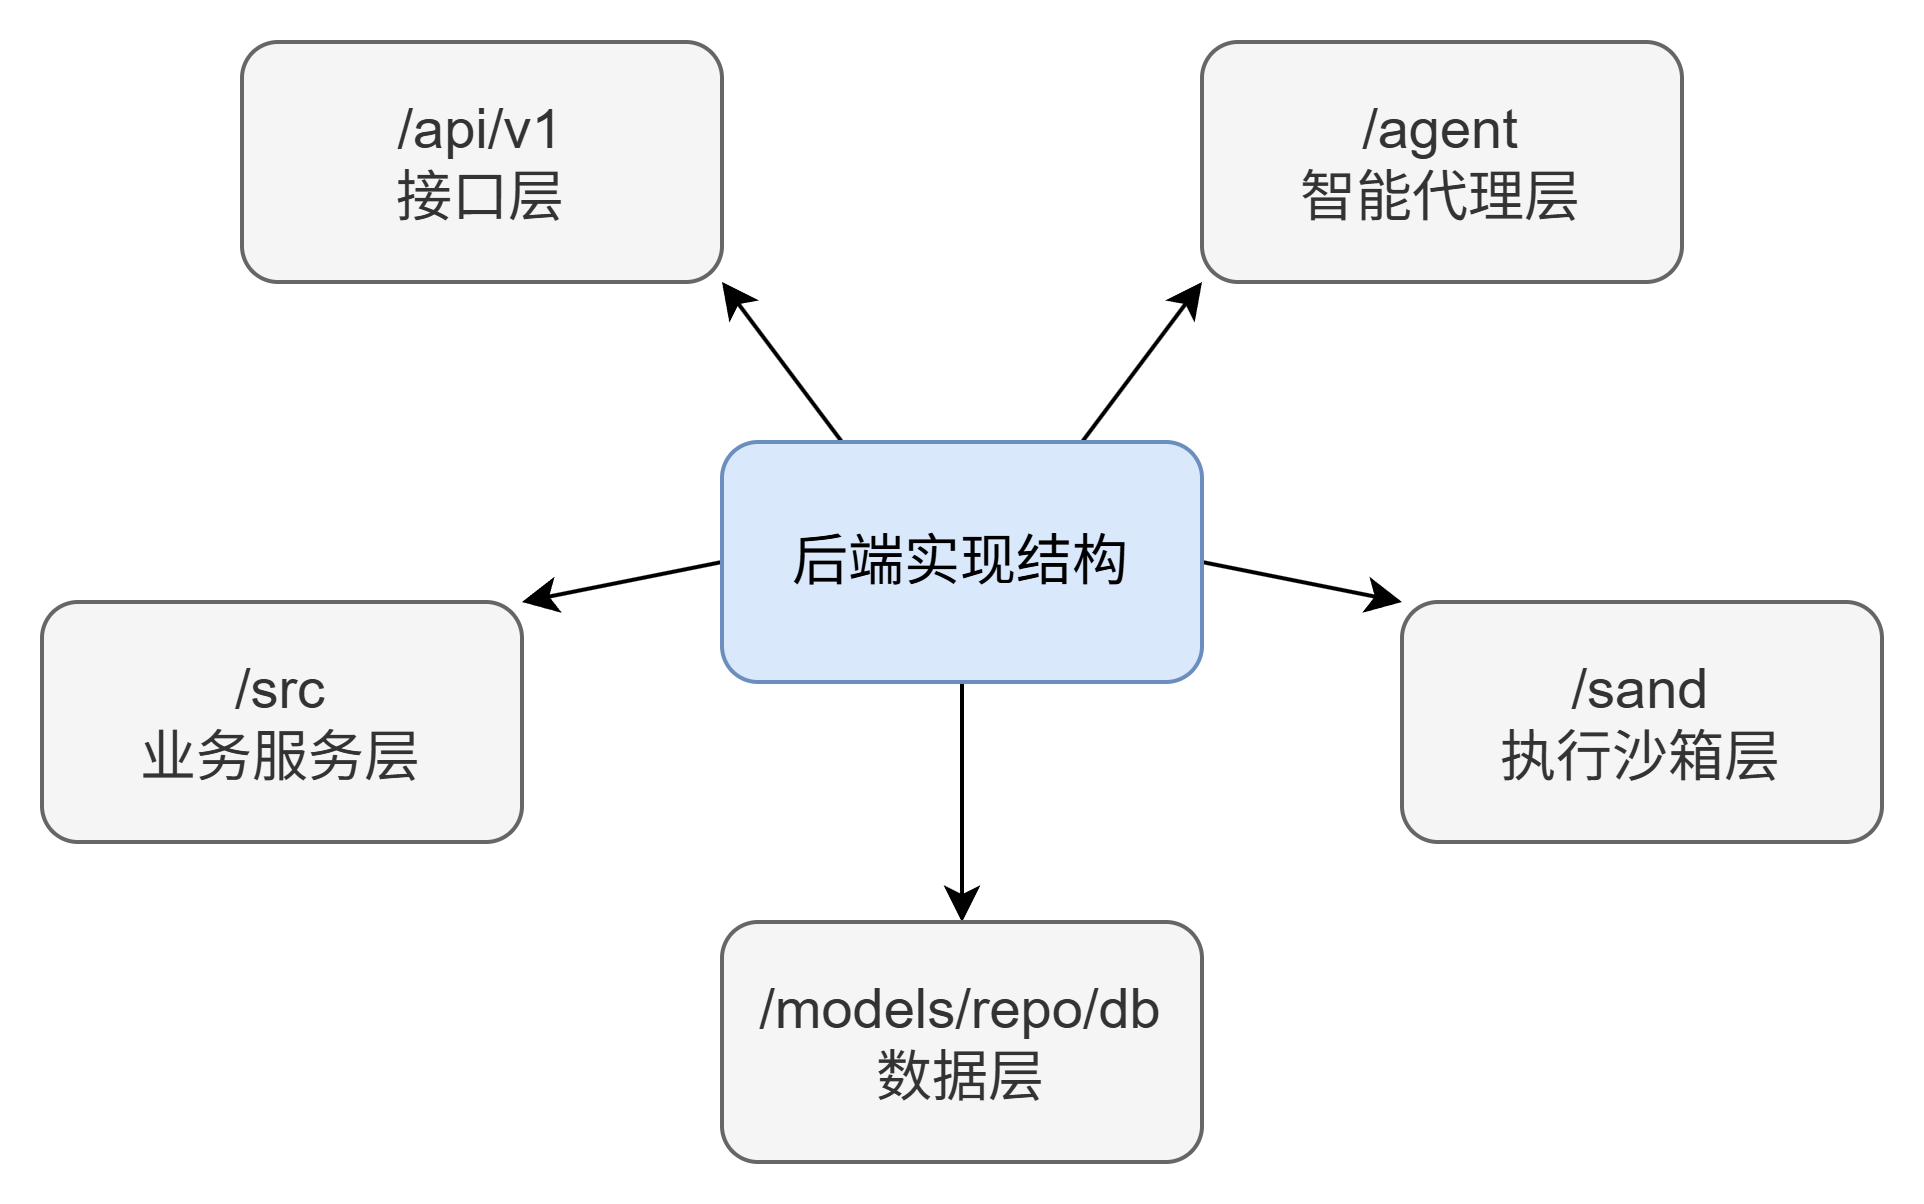 /api/v1
接口层
/agent
智能代理层
后端实现结构
/src
业务服务层
/sand
执行沙箱层
/models/repo/db
数据层